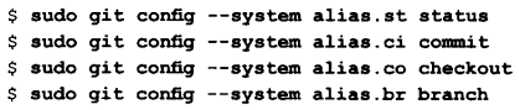 $ sudo git config --system alias.st status
$ sudo git config --system alias.ci commit
$ sudo git config --system alias.co checkout
$ sudo git config --system alias.br branch